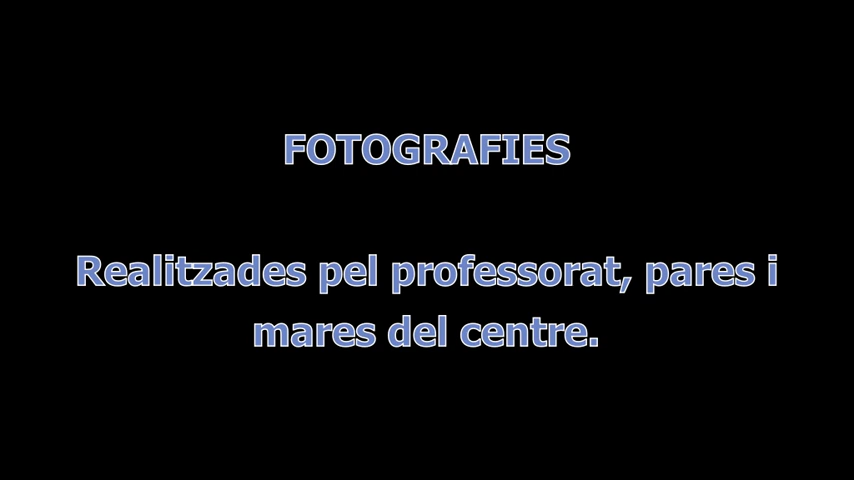 FOTOGRAFIES
Realitzades pel professorat, pares i
mares del centre.